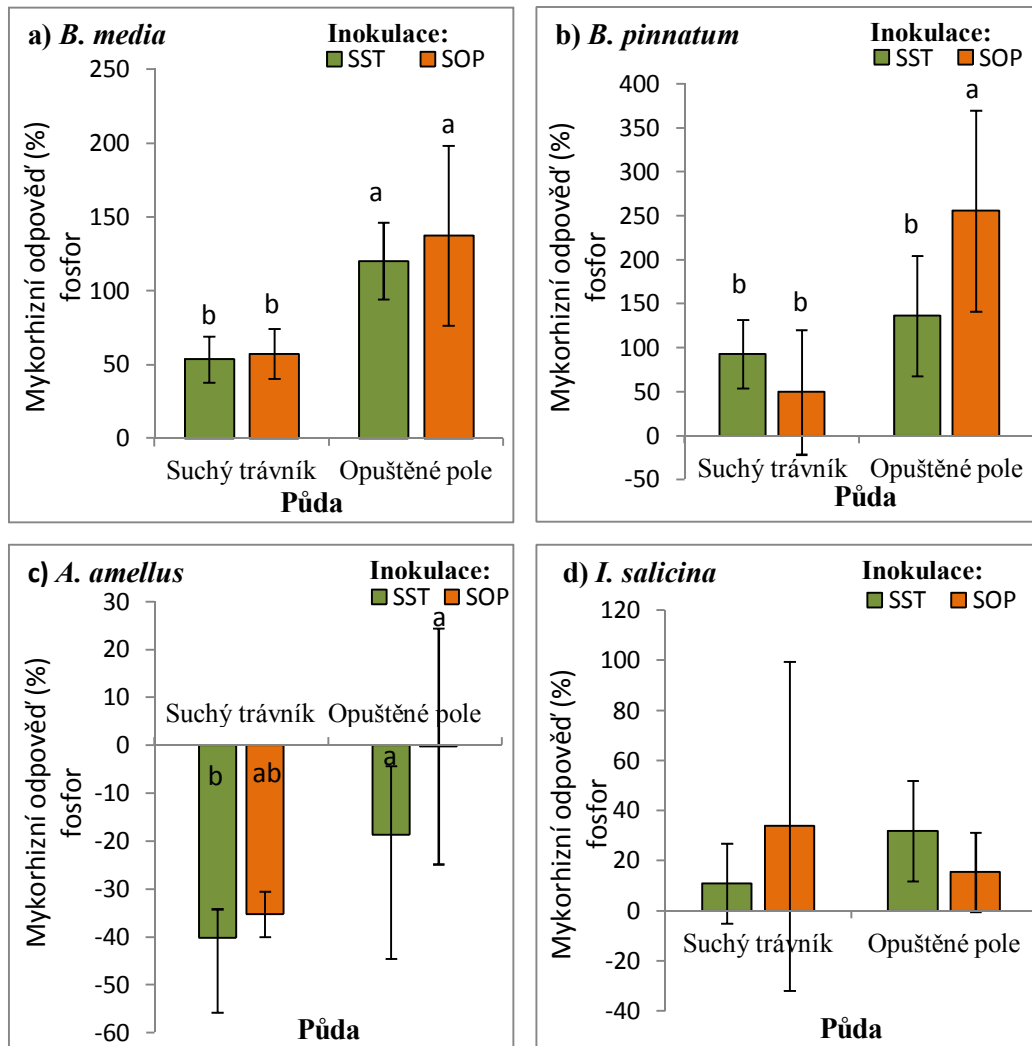 a) B. media
Inokulace:
SST SOP
Mykorhizní odpověď (%)
fosfor
250
200
150
100
50
0
b b a a
Suchý trávník Opuštěné pole
Půda
b) B. pinnatum
Inokulace:
SST SOP
Mykorhizní odpověď (%)
fosfor
400
350
300
250
200
150
100
50
0
-50
b b b a
Suchý trávník Opuštěné pole
Půda
c) A. amellus
Inokulace:
SST SOP
Mykorhizní odpověď (%)
fosfor
30
20
10
0
-10
-20
-30
-40
-50
-60
Suchý trávník Opuštěné pole
b ab a a
Půda
d) I. salicina
Inokulace:
SST SOP
Mykorhizní odpověď (%)
fosfor
120
100
80
60
40
20
0
-20
-40
Suchý trávník Opuštěné pole
Půda